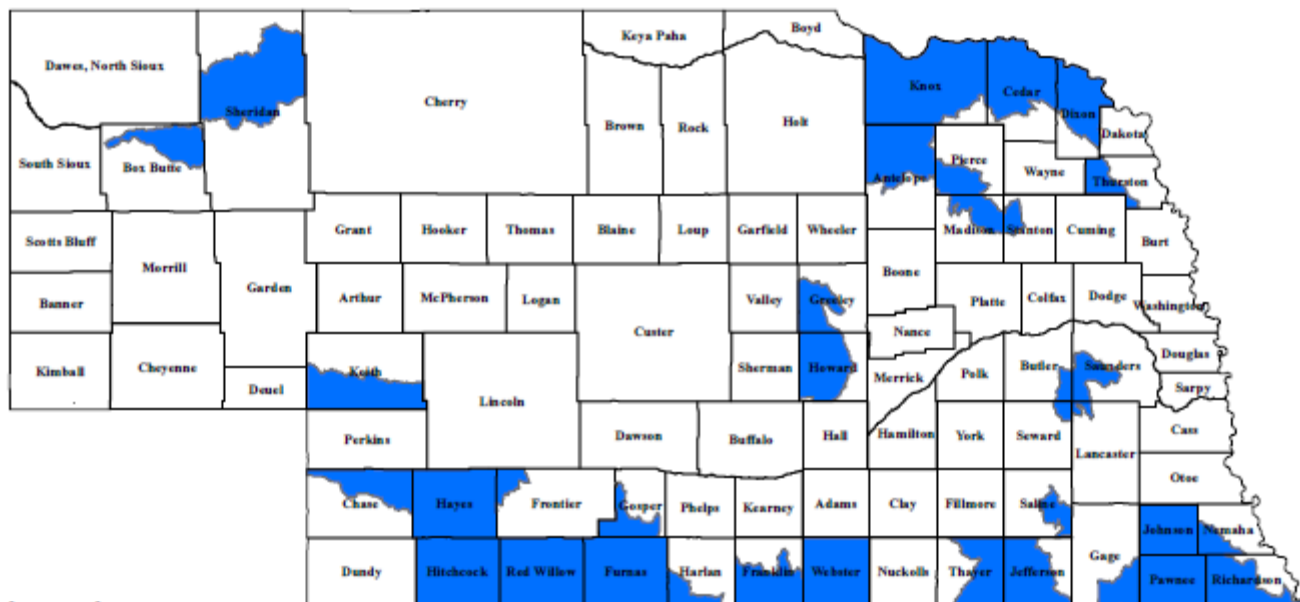 Keya Paha
Boyd
Dawes, North Sioux
Cherry
Knox
Cedar
Dixon
Sheridan
Brown
Rock
Holt
Dakota
South Sioux
Box Butte
Pierce
Wayne
Antelope
Thurston
Grant
Hooker
Thomas
Blaine
Loup
Garfield
Wheeler
Madison
Stanton
Cuming
Scotts Bluff
Burt
Morrill
Boone
Garden
Banner
Arthur
McPherson
Logan
Valley
Greeley
Platte
Colfax
Dodge
Washington
Custer
Nance
Kimball
Cheyenne
Keith
Sherman
Howard
Merrick
Polk
Butler
Saunders
Douglas
Deuel
Sarpy
Lincoln
Perkins
Dawson
Buffalo
Hall
Hamilton
York
Seward
Cass
Lancaster
Otoe
Chase
Hayes
Frontier
Gosper
Phelps
Kearney
Adams
Clay
Fillmore
Saline
Johnson
Nemaha
Gage
Dundy
Hitchcock
Red Willow
Furnas
Harlan
Franklin
Webster
Nuckolls
Thayer
Jefferson
Pawnee
Richardson